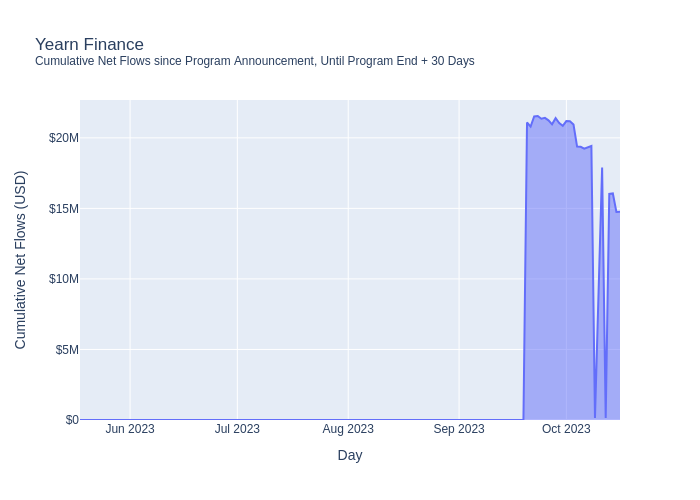 Yearn Finance
Cumulative Net Flows since Program Announcement, Until Program End + 30 Days
Cumulative Net Flows (USD)
$20M
$15M
$10M
$5M
$0
Jun 2023
Jul 2023
Aug 2023
Sep 2023
Oct 2023
Day